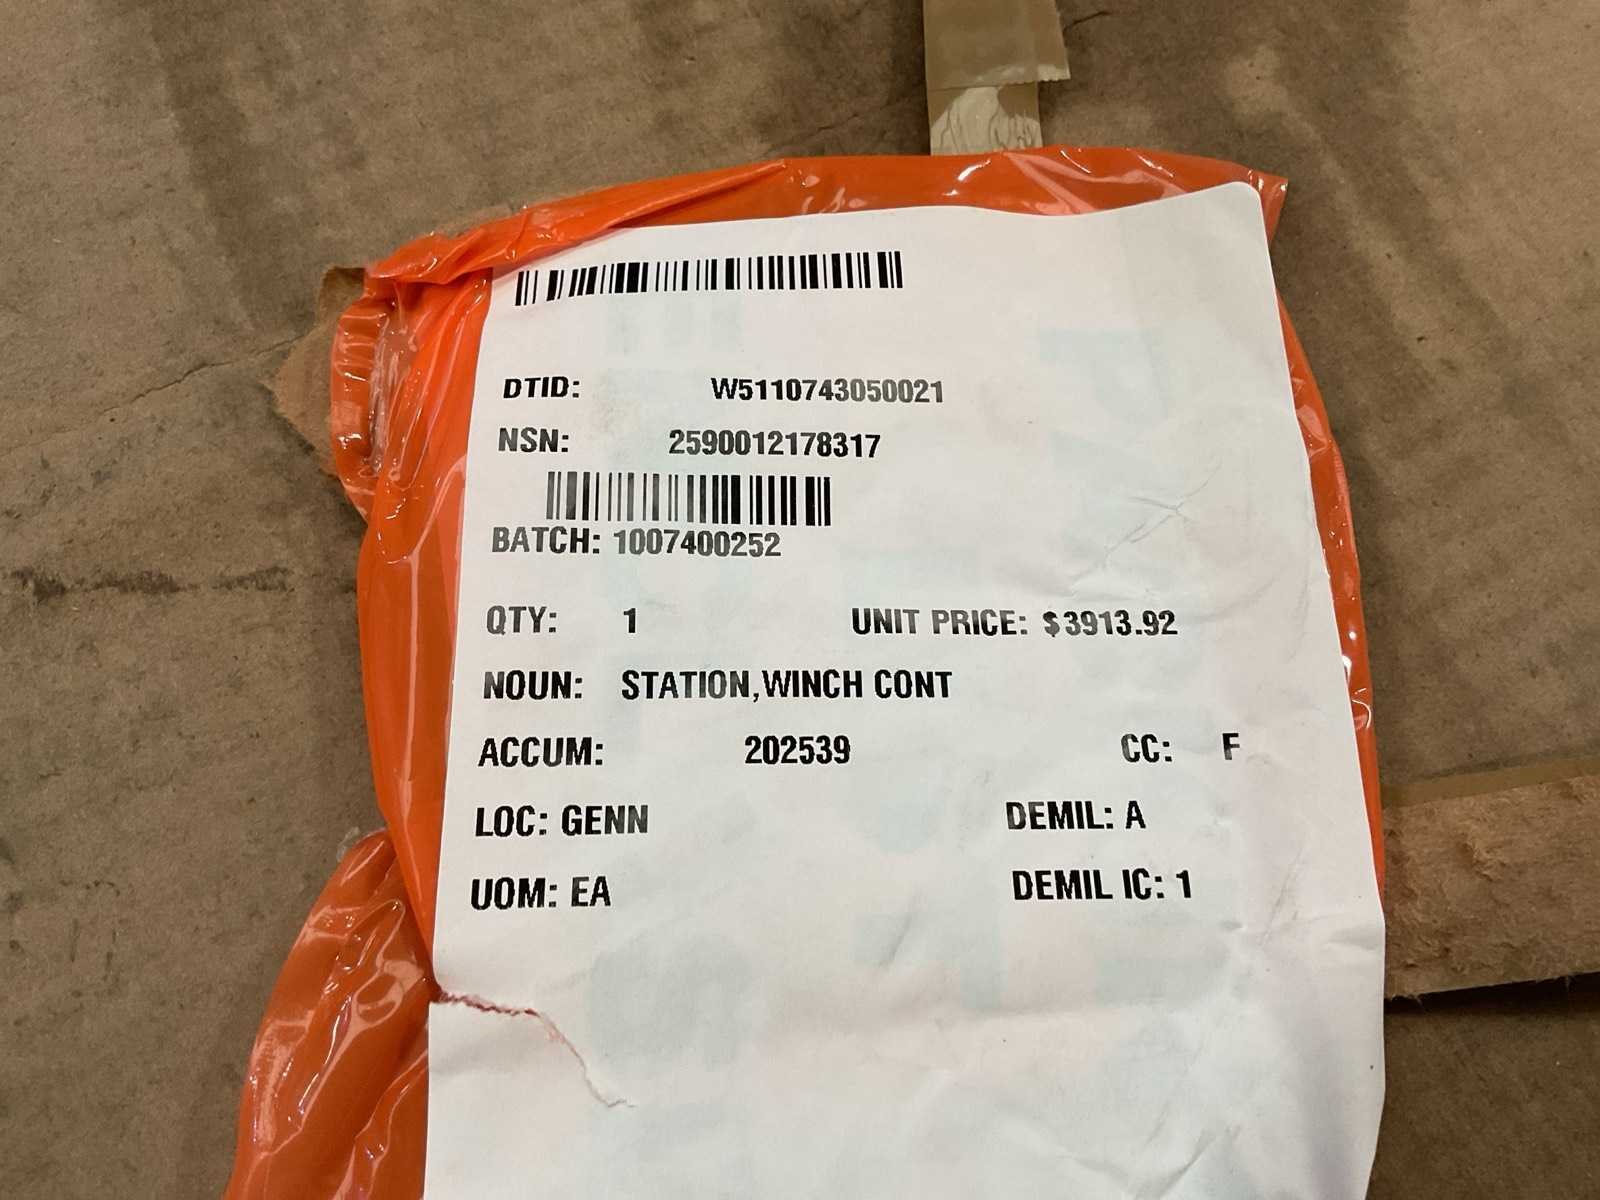 DTID: W5110743050021
NSN: 2590012178317
BATCH: 1007400252
QTY: 1 UNIT PRICE: $3913.92
NOUN: STATION,WINCH CONT
ACCUM: 202539 CC: F
LOC: GENN DEMIL: A
UOM: EA DEMIL IC: 1